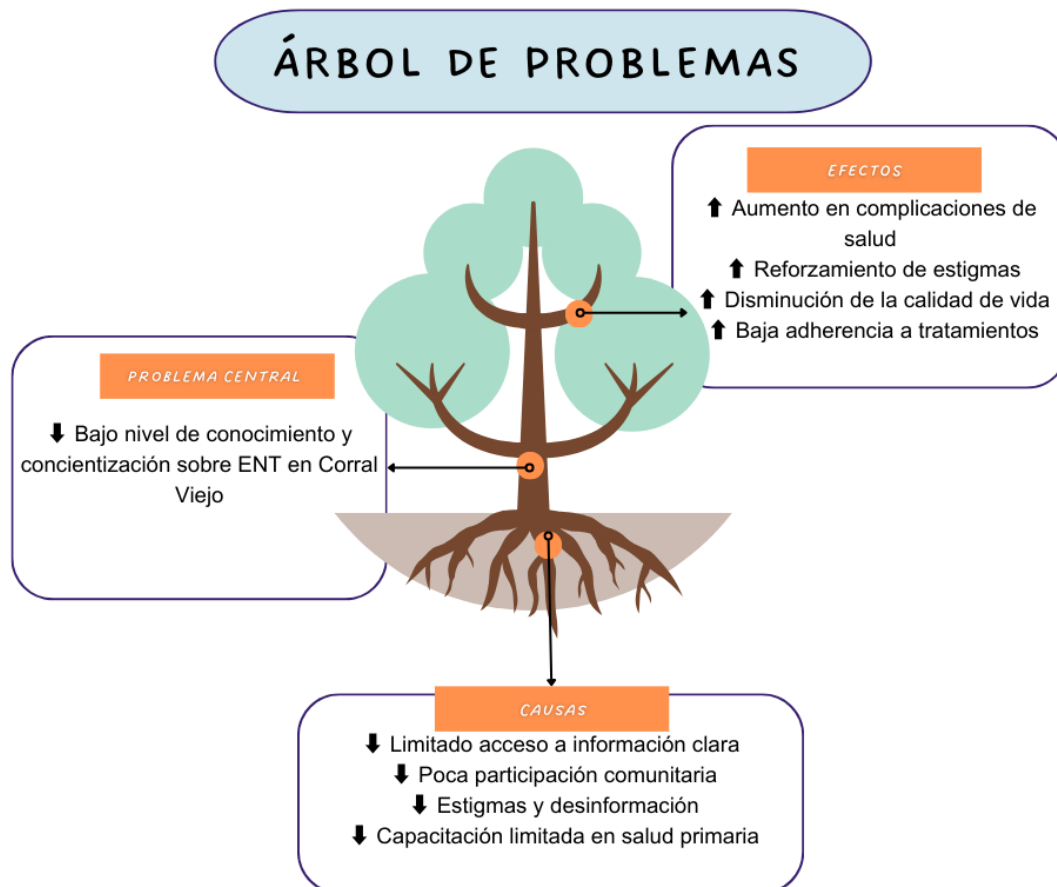 ÁRBOL DE PROBLEMAS
EFECTOS
⬆ Aumento en complicaciones de
salud
⬆ Reforzamiento de estigmas
⬆ Disminución de la calidad de vida
⬆ Baja adherencia a tratamientos
PROBLEMA CENTRAL
⬇ Bajo nivel de conocimiento y
concientización sobre ENT en Corral
Viejo
CAUSAS
⬇ Limitado acceso a información clara
⬇ Poca participación comunitaria
⬇ Estigmas y desinformación
⬇ Capacitación limitada en salud primaria